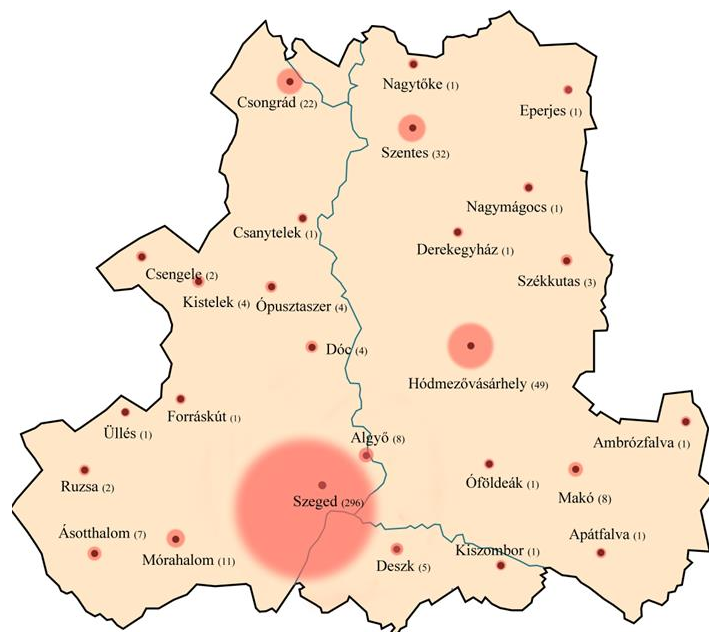 Nagytőke (1)
Csongrád (22)
Eperjes (1)
Szentes (32)
Nagymágocs (1)
Csanytelek (1)
Derekegyház (1)
Csengele (2)
Székkutas (3)
Kistelek (4)
Ópusztaszer (4)
Dóc (4)
Hódmezővásárhely (49)
Forráskút (1)
Üllés (1)
Algyő (8)
Ambrózfalva (1)
Ruzsa (2)
Óföldeák (1)
Makó (8)
Szeged (296)
Ásotthalom (7)
Apátfalva (1)
Mórahalom (11)
Kiszombor (1)
Deszk (5)